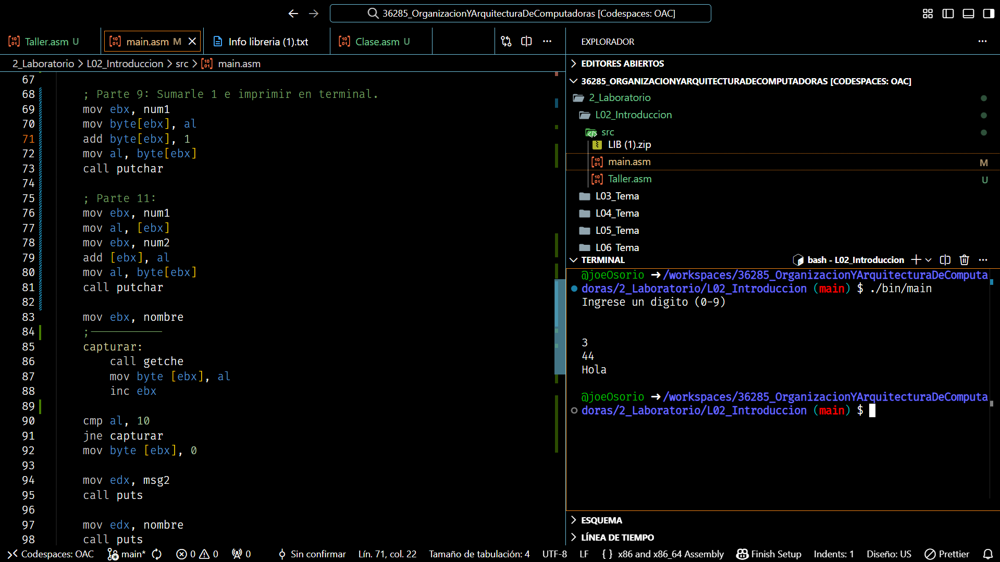 36285_OrganizacionYArquitecturaDeComputadoras [Codespaces: OAC]
Taller.asm U
main.asm M
Info libreria (1).txt
Clase.asm U
2_Laboratorio > L02_Introduccion > src > main.asm
67
68 ; Parte 9: Sumarle 1 e imprimir en terminal.
69 mov ebx, num1
70 mov byte[ebx], al
71 add byte[ebx], 1
72 mov al, byte[ebx]
73 call putchar
74
75 ; Parte 11:
76 mov ebx, num1
77 mov al, [ebx]
78 mov ebx, num2
79 add [ebx], al
80 mov al, byte[ebx]
81 call putchar
82
83 mov ebx, nombre
84 ;-----------
85 capturar:
86 call getche
87 mov byte [ebx], al
88 inc ebx
89
90 cmp al, 10
91 jne capturar
92 mov byte [ebx], 0
93
94 mov edx, msg2
95 call puts
96
97 mov edx, nombre
98 call puts
EXPLORADOR
EDITORES ABIERTOS
36285_ORGANIZACIONYARQUITECTURADECOMPUTADORAS [CODESPACES: OAC]
2_Laboratorio
L02_Introduccion
src
LIB (1).zip
main.asm M
Taller.asm U
L03_Tema
L04_Tema
L05_Tema
L06_Tema
TERMINAL
bash - L02_Introduccion
@joeOsorio ➜ /workspaces/36285_OrganizacionYArquitecturaDeComputa
doras/2_Laboratorio/L02_Introduccion (main) $ ./bin/main
Ingrese un digito (0-9)
3
44
Hola
@joeOsorio ➜ /workspaces/36285_OrganizacionYArquitecturaDeComputa
doras/2_Laboratorio/L02_Introduccion (main) $
ESQUEMA
LÍNEA DE TIEMPO
Codespaces: OAC main* 0 0 0 Sin confirmar Lín. 71, col. 22 Tamaño de tabulación: 4 UTF-8 LF { } x86 and x86_64 Assembly Finish Setup Indents: 1 Diseño: US Prettier